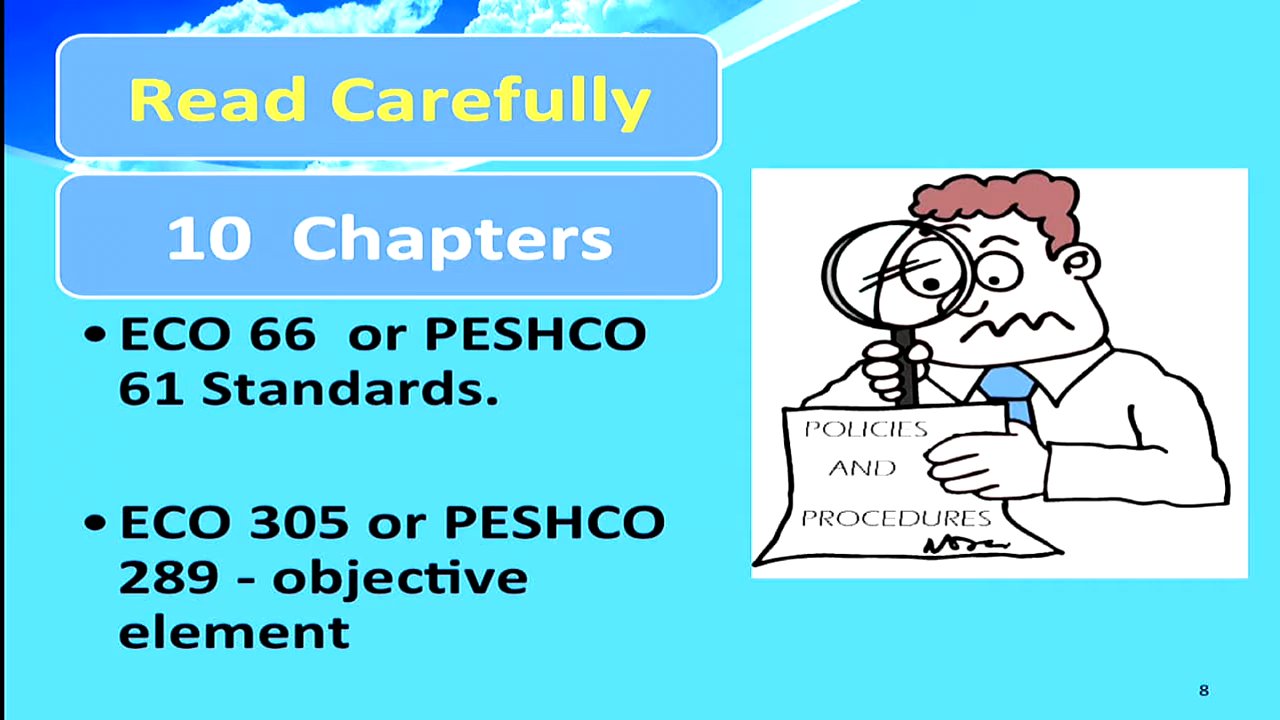 Read Carefully
10 Chapters
• ECO 66 or PESHCO
61 Standards.
• ECO 305 or PESHCO
289 - objective
element
POLICIES
AND
PROCEDURES
8